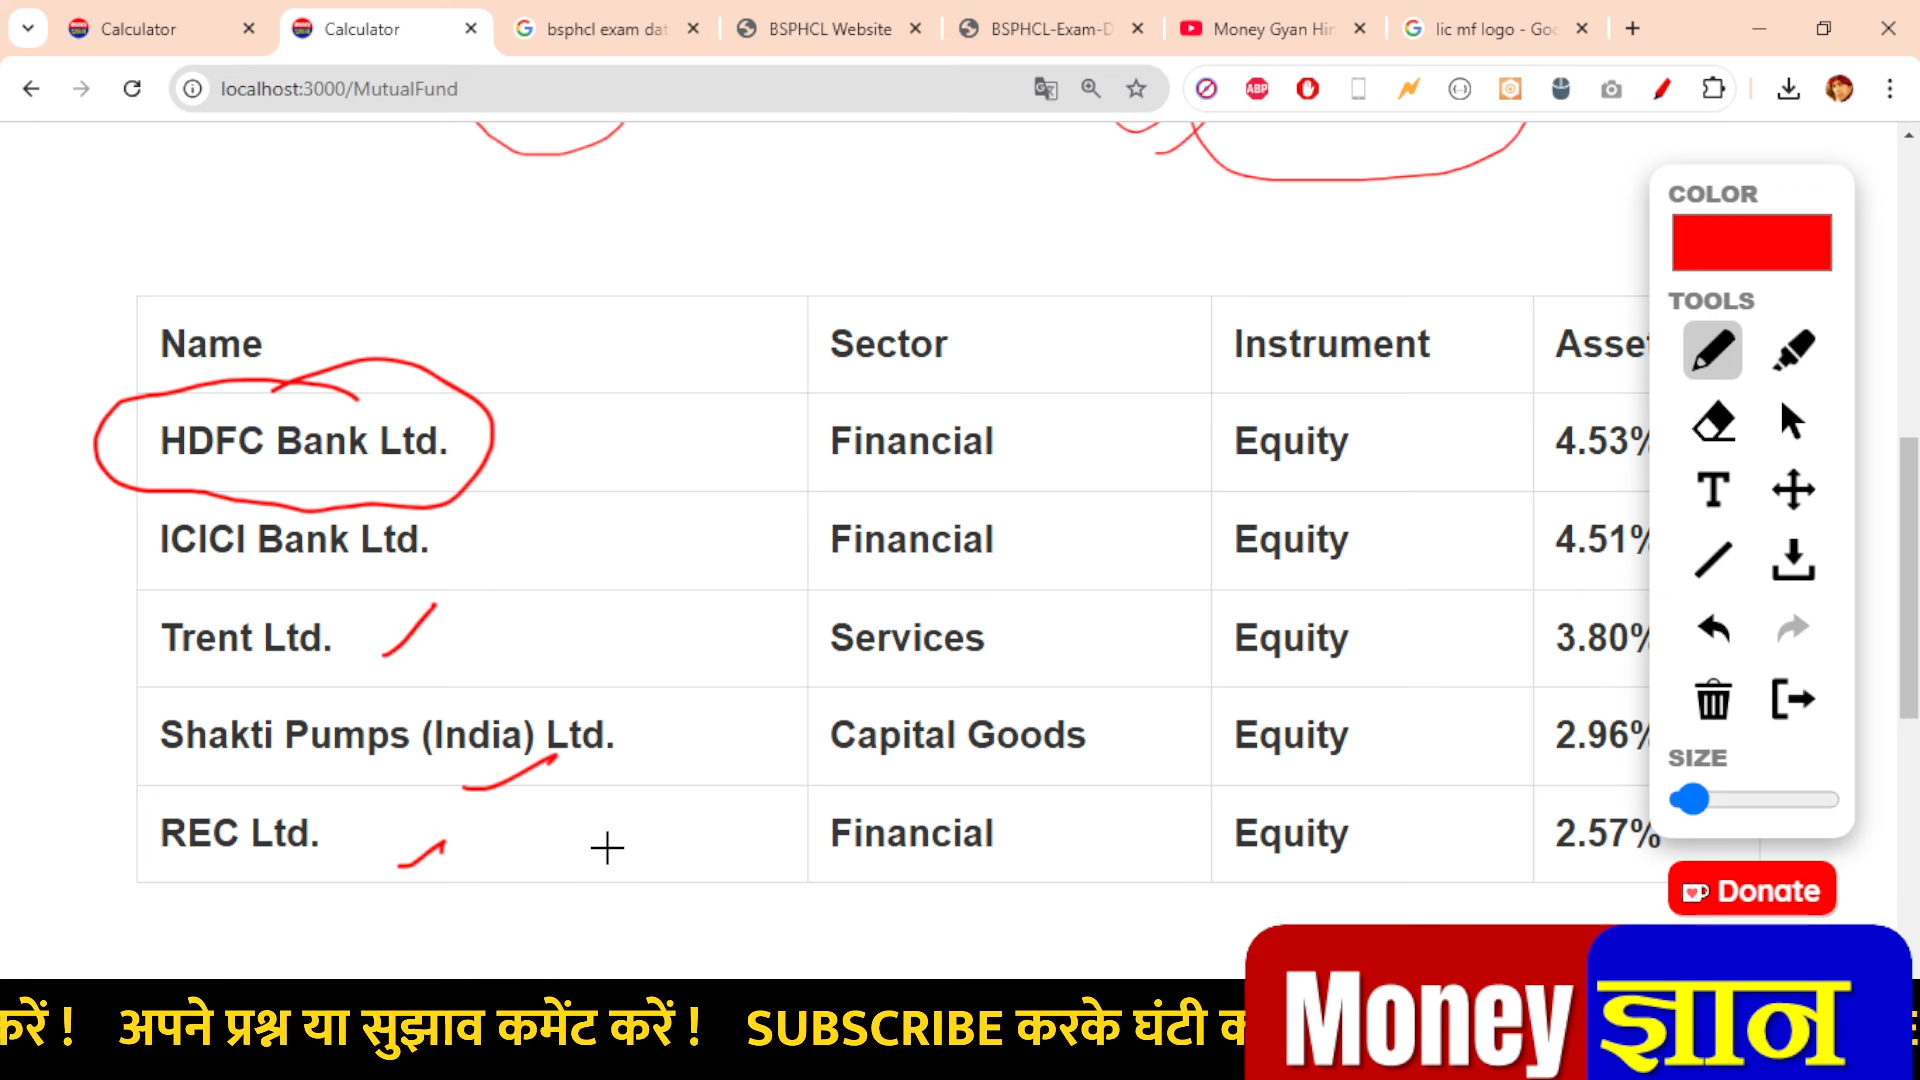 Calculator
Calculator
bsphcl exam dat
BSPHCL Website
BSPHCL-Exam-D
Money Gyan Hin
lic mf logo - Goo
localhost:3000/MutualFund
ABP
COLOR
TOOLS
SIZE
Donate
Name Sector Instrument Asset
HDFC Bank Ltd. Financial Equity 4.53%
ICICI Bank Ltd. Financial Equity 4.51%
Trent Ltd. Services Equity 3.80%
Shakti Pumps (India) Ltd. Capital Goods Equity 2.96%
REC Ltd. Financial Equity 2.57%
करें ! अपने प्रश्न या सुझाव कमेंट करें ! SUBSCRIBE करके घंटी
Money ज्ञान